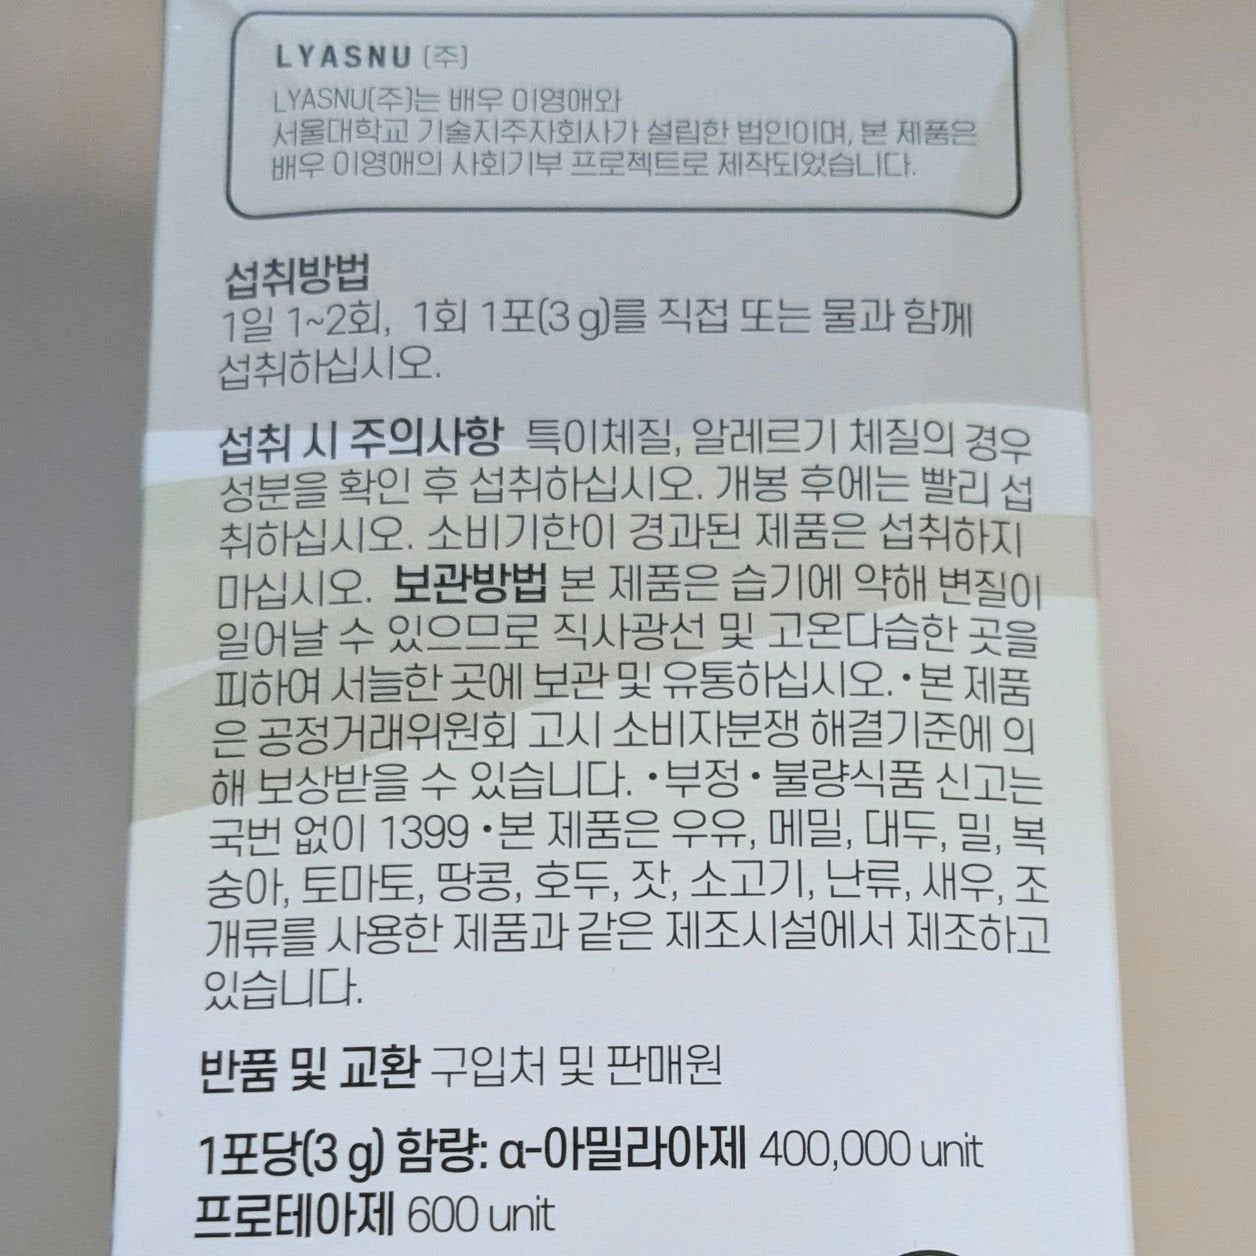 LYASNU (주)
LYASNU(주)는 배우 이영애와
서울대학교 기술지주자회사가 설립한 법인이며, 본 제품은
배우 이영애의 사회기부 프로젝트로 제작되었습니다.
섭취방법
1일 1~2회, 1회 1포(3 g)를 직접 또는 물과 함께
섭취하십시오.
섭취 시 주의사항 특이체질, 알레르기 체질의 경우
성분을 확인 후 섭취하십시오. 개봉 후에는 빨리 섭
취하십시오. 소비기한이 경과된 제품은 섭취하지
마십시오. 보관방법 본 제품은 습기에 약해 변질이
일어날 수 있으므로 직사광선 및 고온다습한 곳을
피하여 서늘한 곳에 보관 및 유통하십시오. • 본 제품
은 공정거래위원회 고시 소비자분쟁 해결기준에 의
해 보상받을 수 있습니다. • 부정 • 불량식품 신고는
국번 없이 1399 • 본 제품은 우유, 메밀, 대두, 밀, 복
숭아, 토마토, 땅콩, 호두, 잣, 소고기, 난류, 새우, 조
개류를 사용한 제품과 같은 제조시설에서 제조하고
있습니다.
반품 및 교환 구입처 및 판매원
1포당(3 g) 함량: α-아밀라아제 400,000 unit
프로테아제 600 unit